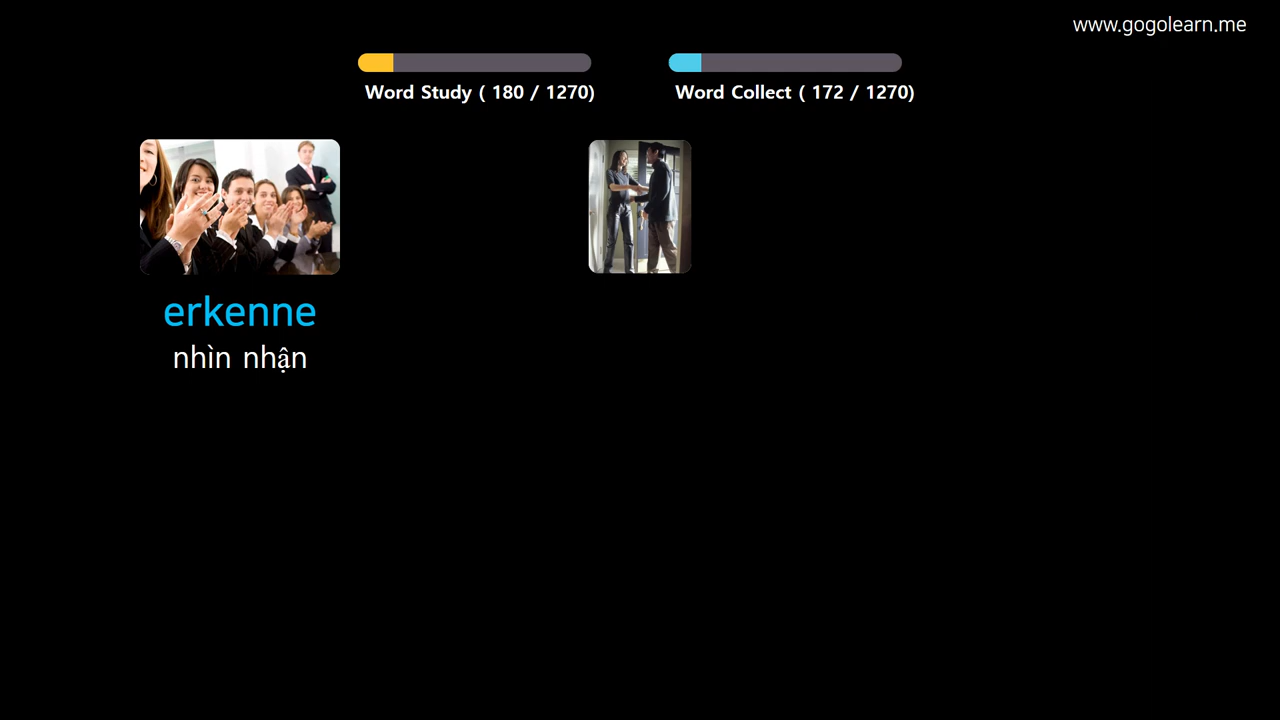 www.gogolearn.me
Word Study ( 180 / 1270)
Word Collect ( 172 / 1270)
erkenne
nhìn nhận